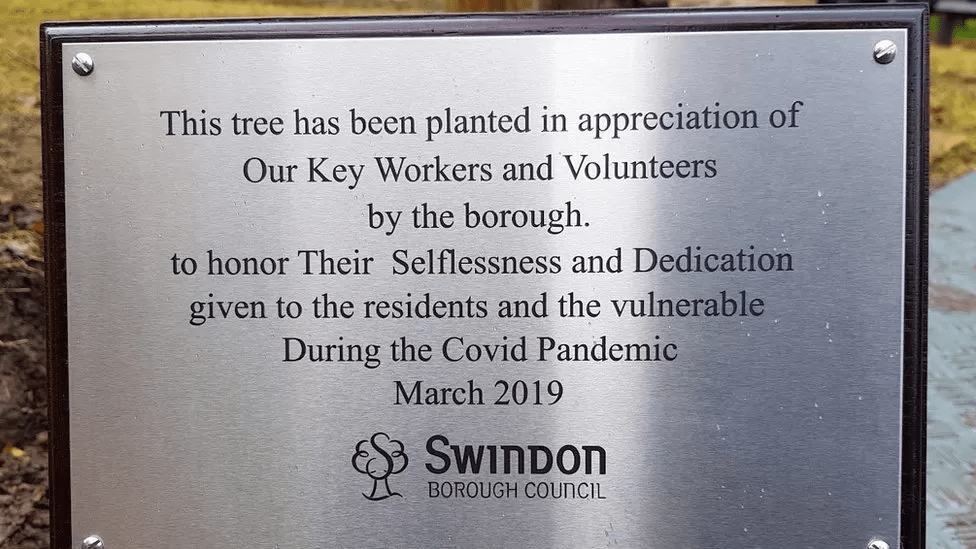 This tree has been planted in appreciation of
Our Key Workers and Volunteers
by the borough.
to honor Their  Selflessness and Dedication
given to the residents and the vulnerable
During the Covid Pandemic
March 2019
SWINDON
BOROUGH COUNCIL